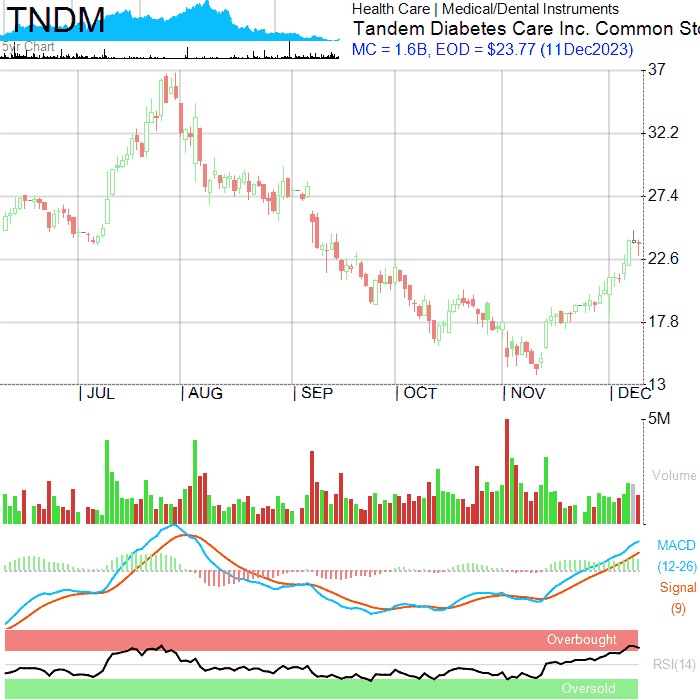 TNDM
5yr Chart
Health Care | Medical/Dental Instruments
Tandem Diabetes Care Inc. Common Sto
MC = 1.6B, EOD = $23.77 (11Dec2023)
37
32.2
27.4
22.6
17.8
13
JUL
AUG
SEP
OCT
NOV
DEC
5M
Volume
MACD
(12-26)
Signal
(9)
Overbought
RSI(14)
Oversold